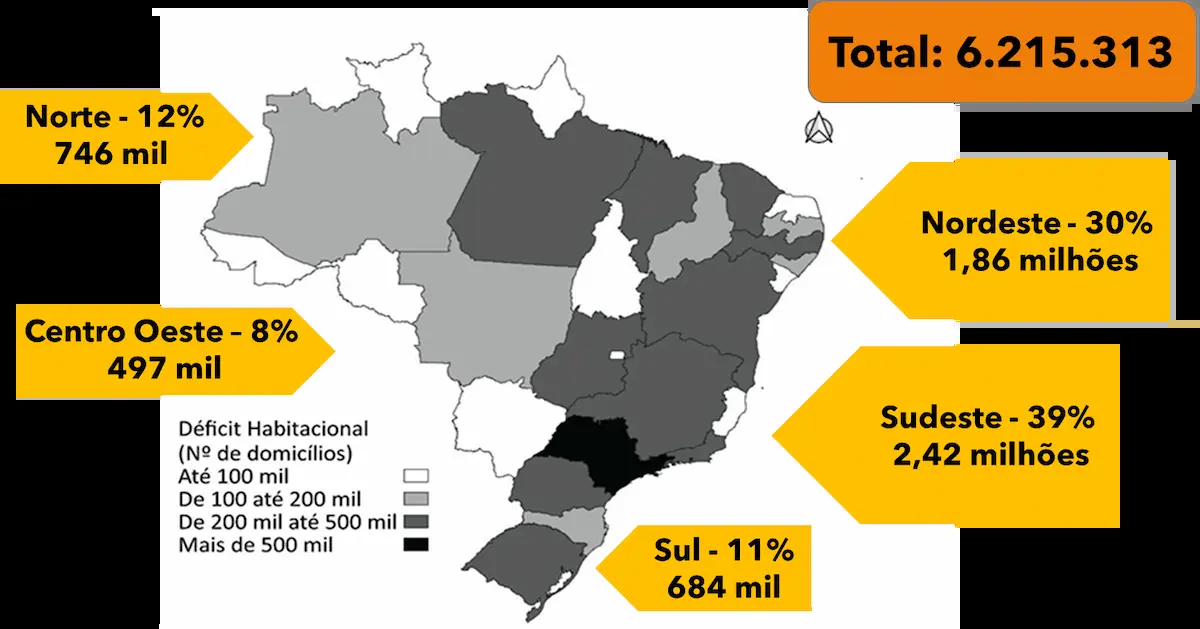 Total: 6.215.313
Norte - 12%
746 mil
Nordeste - 30%
1,86 milhões
Centro Oeste – 8%
497 mil
Sudeste - 39%
2,42 milhões
Déficit Habitacional
(Nº de domicílios)
Até 100 mil
De 100 até 200 mil
De 200 mil até 500 mil
Mais de 500 mil
Sul - 11%
684 mil